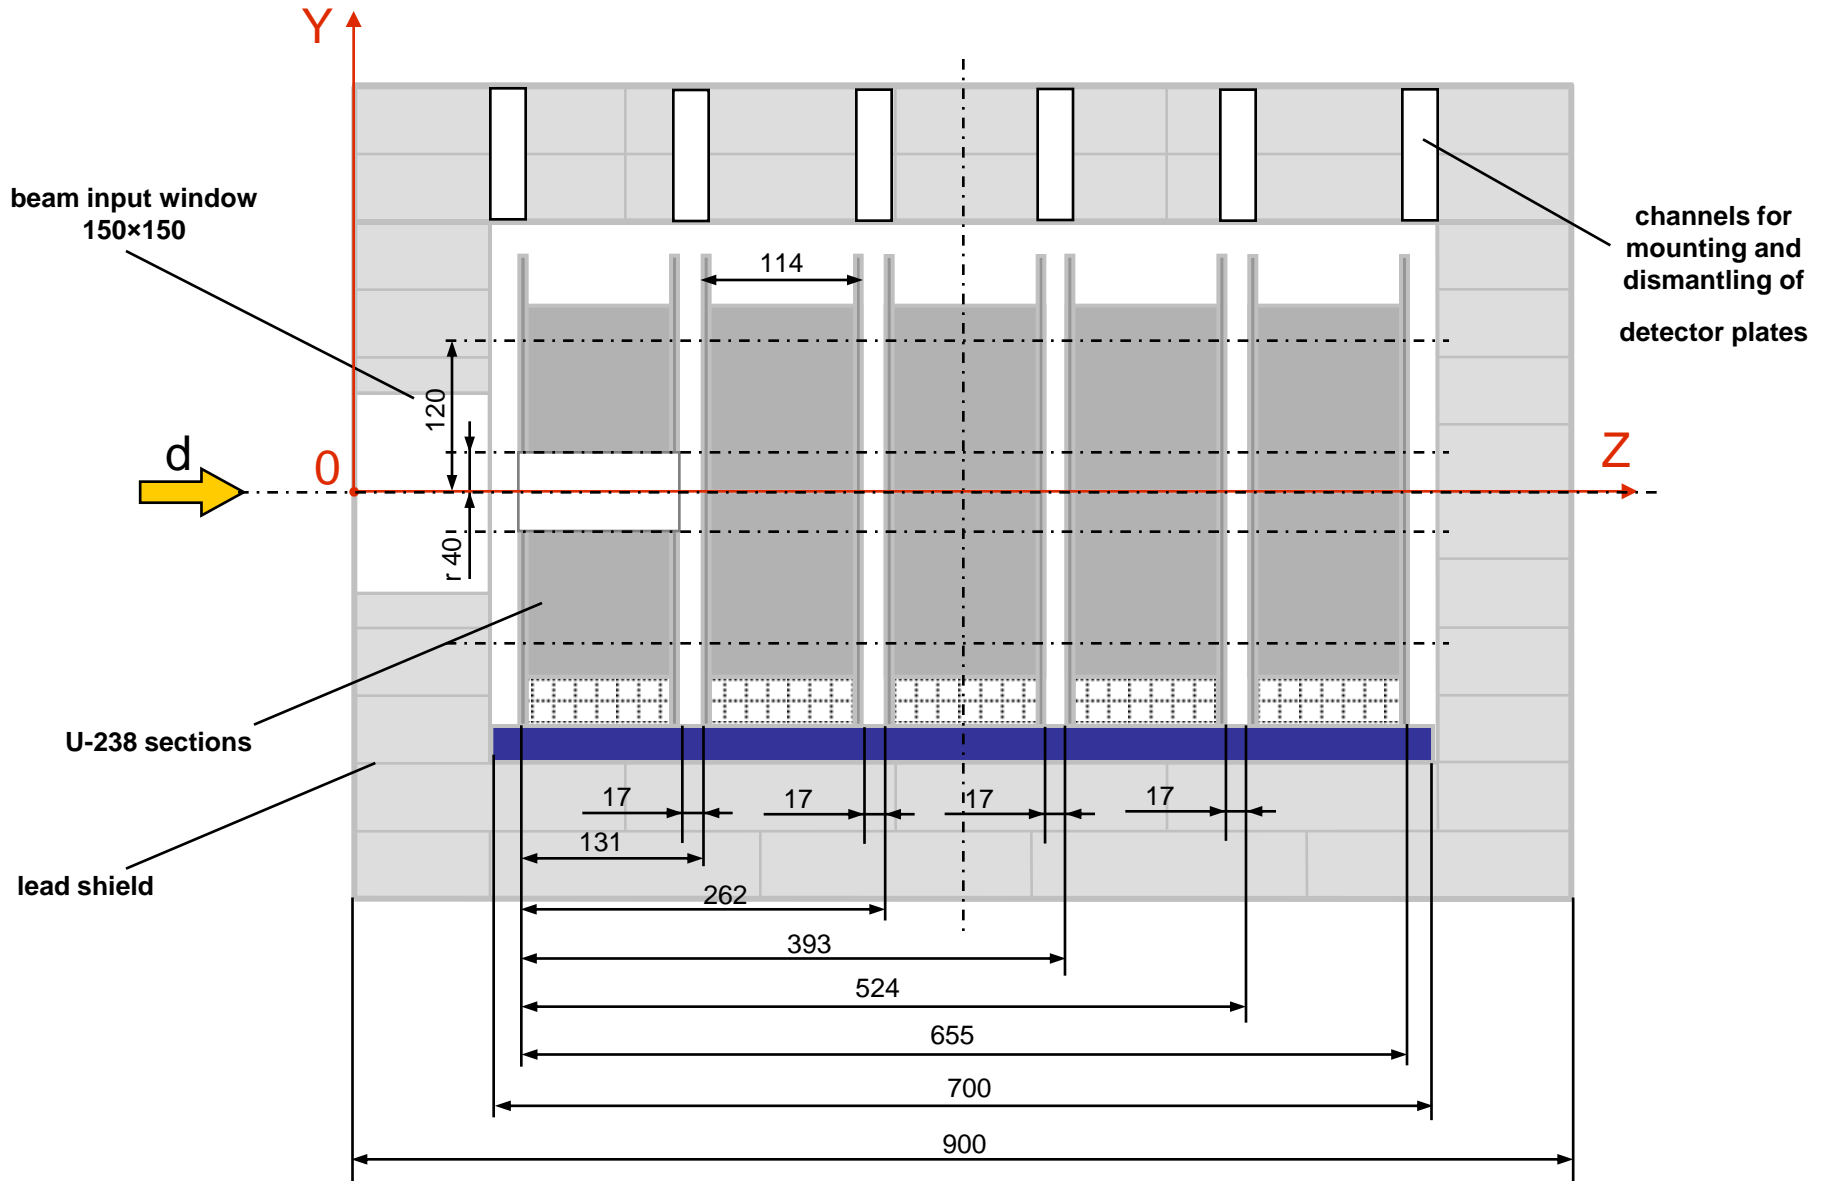 Y
beam input window
150×150
channels for
mounting and
dismantling of
detector plates
114
120
d
0
Z
r 40
U-238 sections
17
17
17
17
131
lead shield
262
393
524
655
700
900